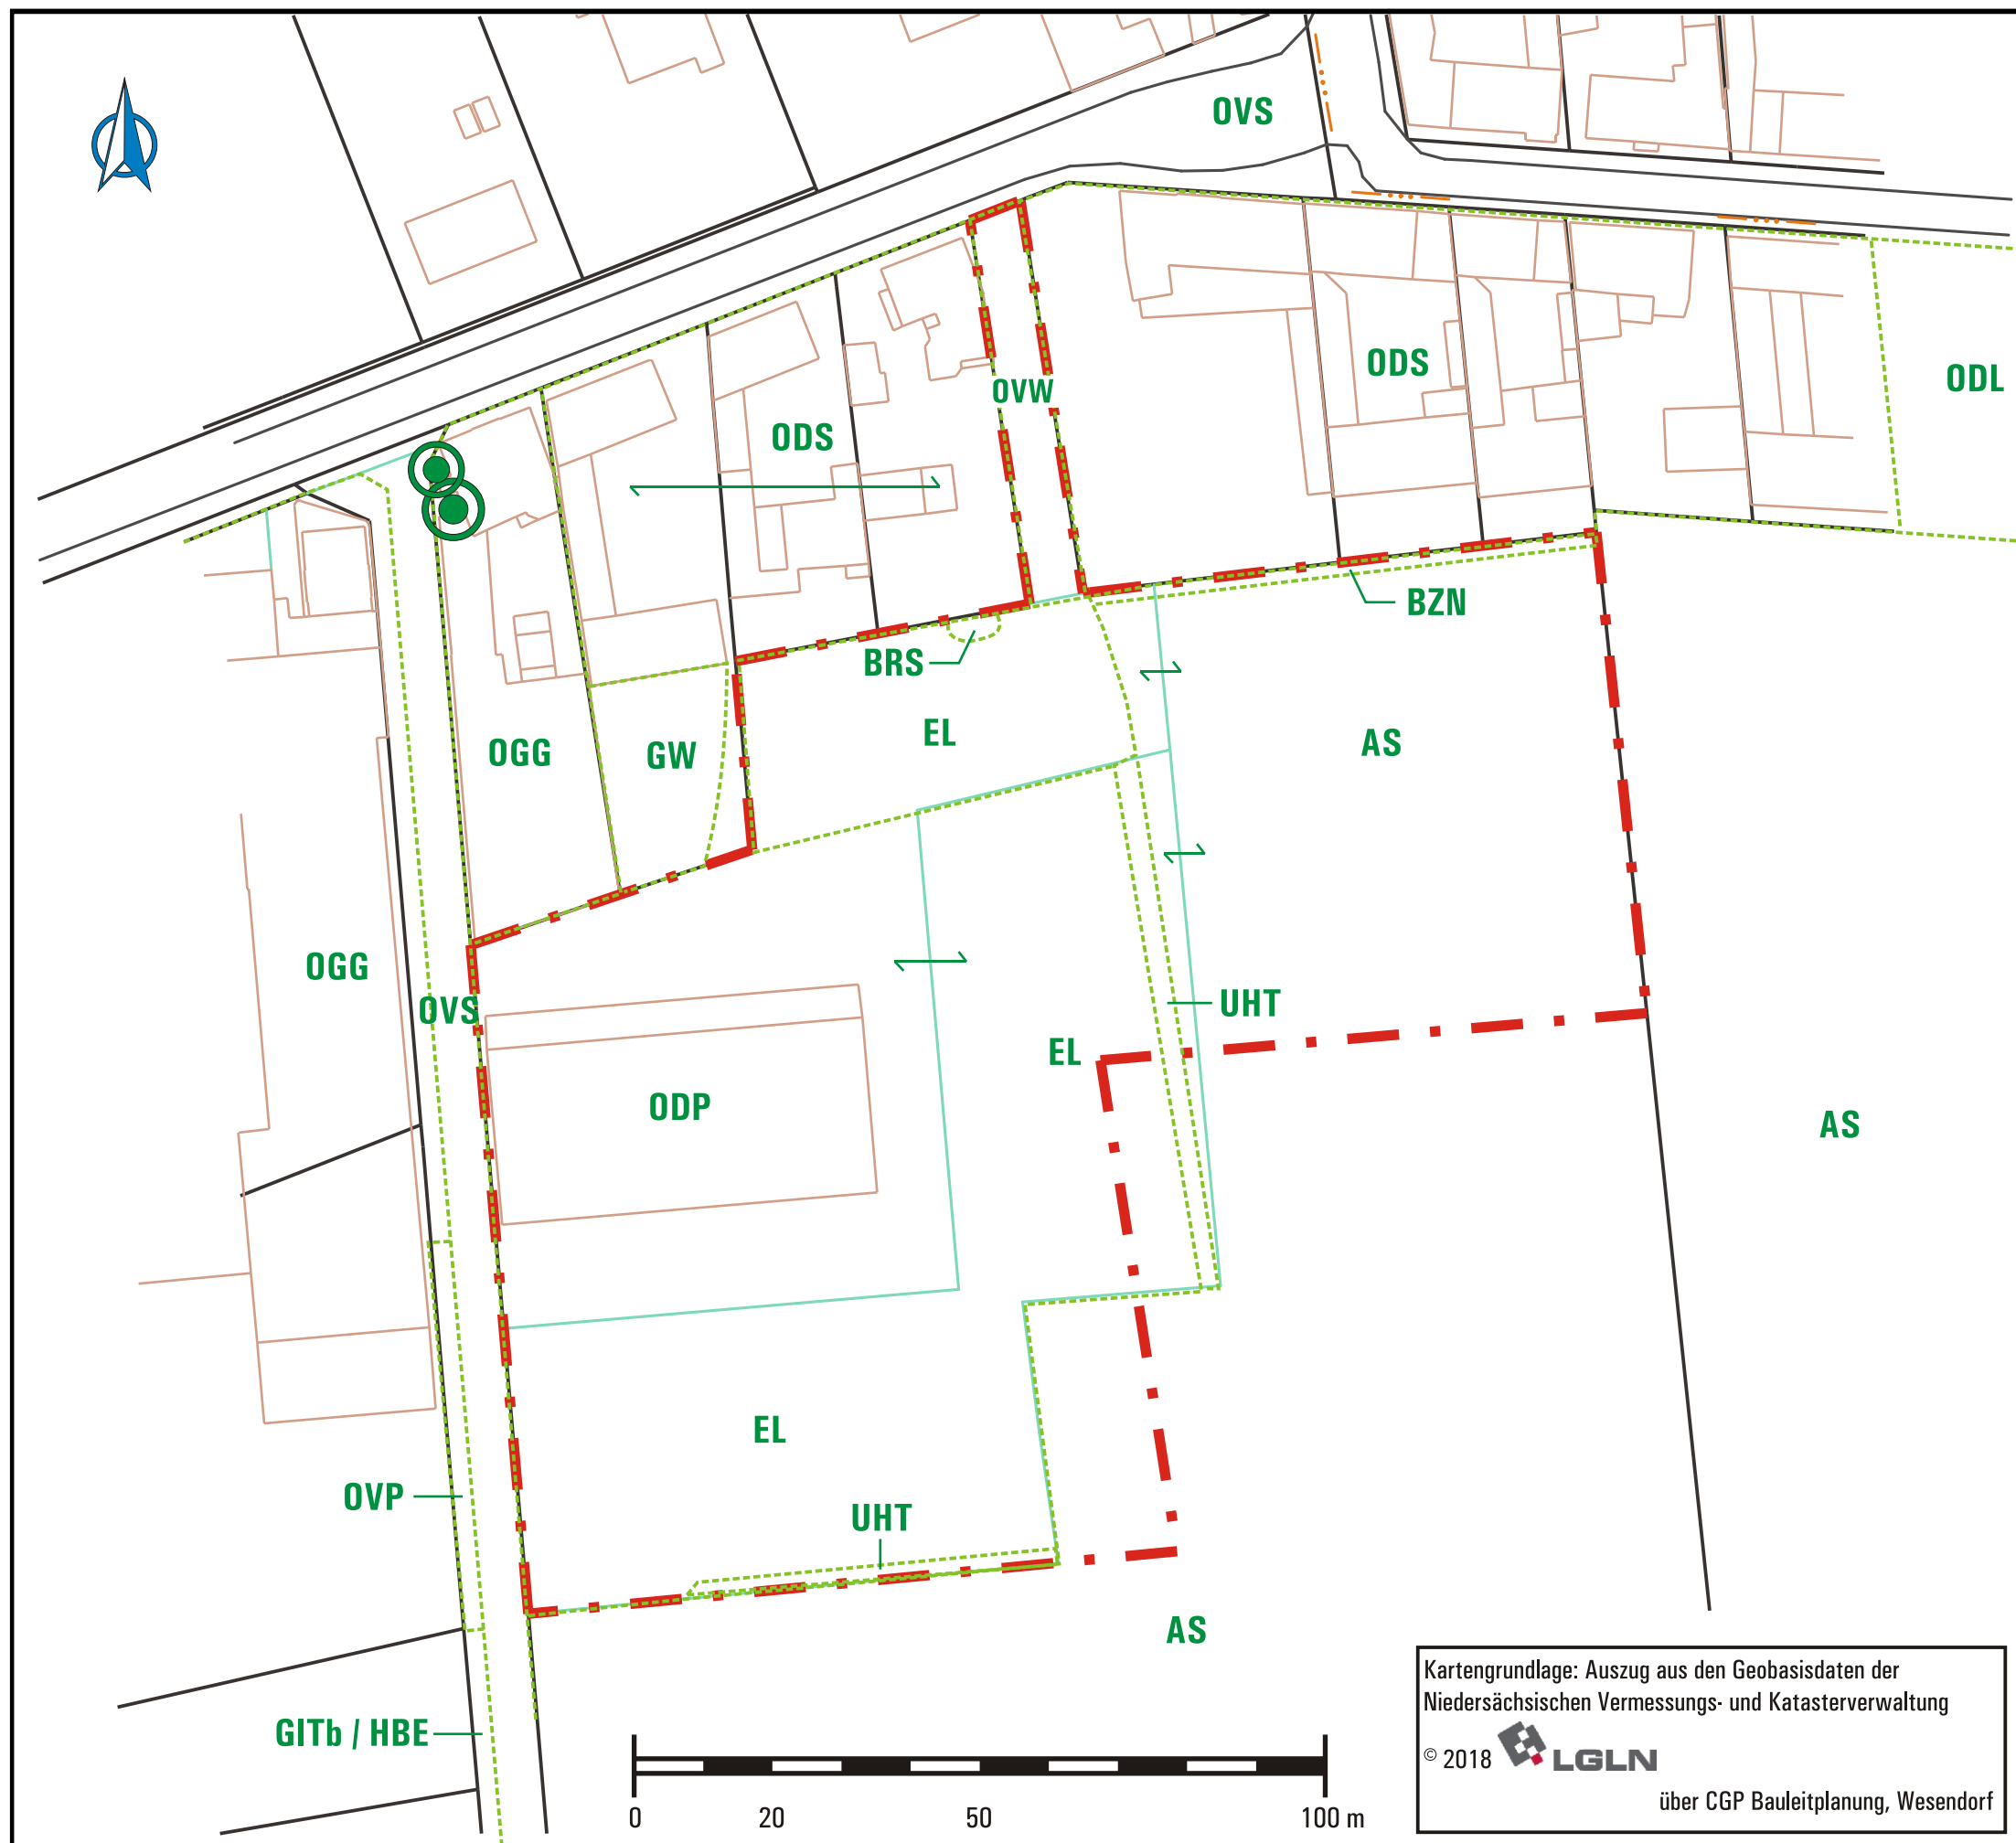 OVS
ODS
ODL
OVW
ODS
BZN
BRS
EL
AS
OGG
GW
OGG
OVS
UHT
EL
ODP
AS
EL
OVP
UHT
AS
GITb / HBE
0 20 50 100 m
Kartengrundlage: Auszug aus den Geobasisdaten der
Niedersächsischen Vermessungs- und Katasterverwaltung
© 2018 LGLN
über CGP Bauleitplanung, Wesendorf